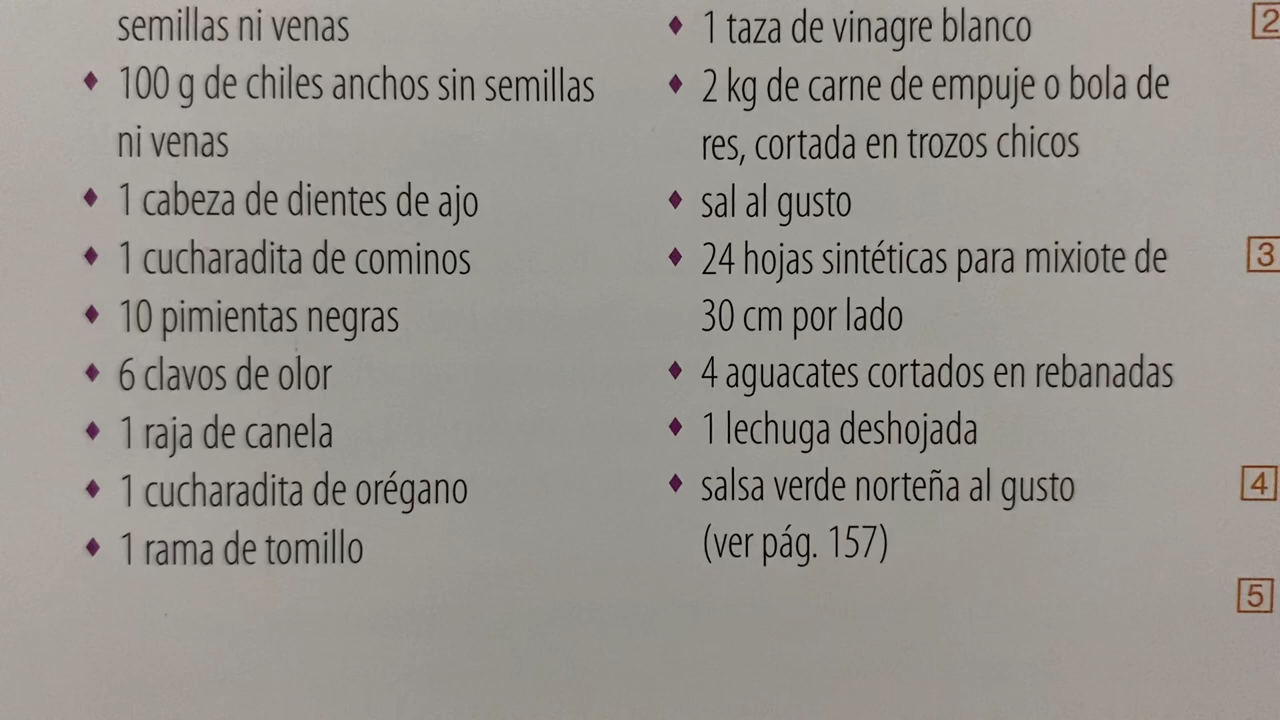 semillas ni venas
100 g de chiles anchos sin semillas
ni venas
1 cabeza de dientes de ajo
1 cucharadita de cominos
10 pimientas negras
6 clavos de olor
1 raja de canela
1 cucharadita de orégano
1 rama de tomillo
1 taza de vinagre blanco
2 kg de carne de empuje o bola de
res, cortada en trozos chicos
sal al gusto
24 hojas sintéticas para mixiote de
30 cm por lado
4 aguacates cortados en rebanadas
1 lechuga deshojada
salsa verde norteña al gusto
(ver pág. 157)
2
3
4
5